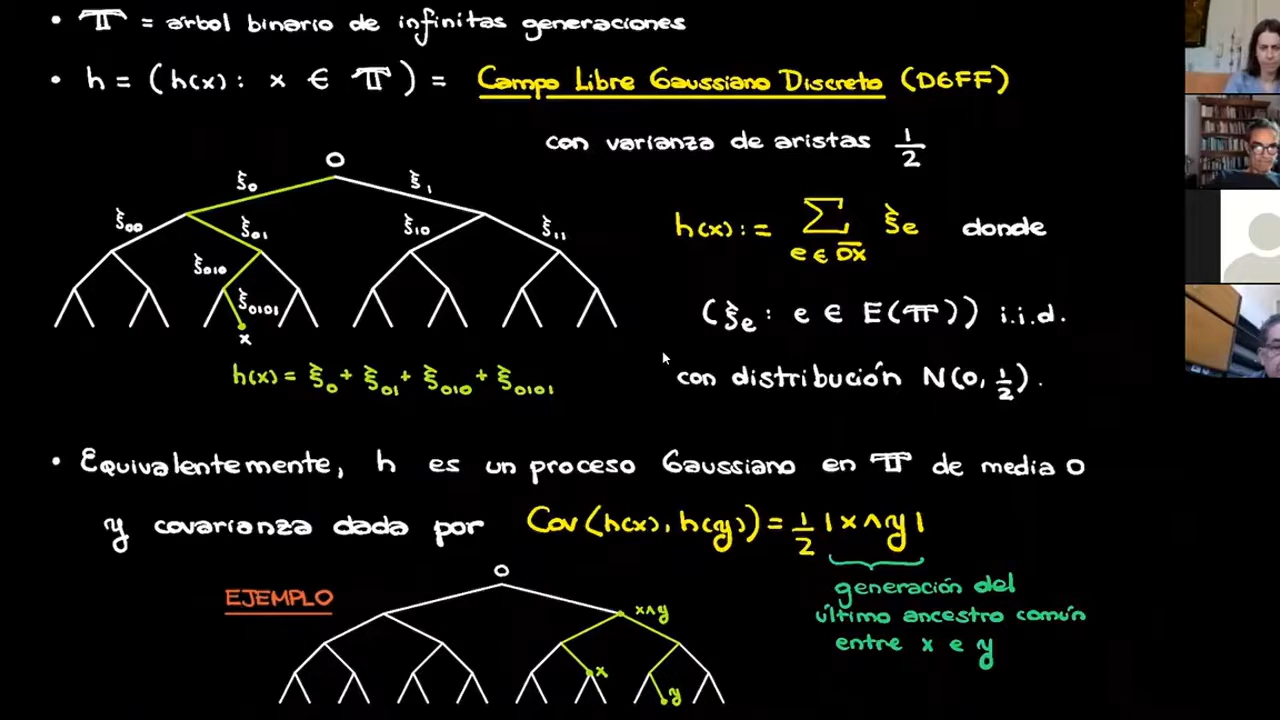 • 𝕋 = árbol binario de infinitas generaciones
• h = (h(x): x ∈ 𝕋) = Campo Libre Gaussiano Discreto (DGFF)
con varianza de aristas 1/2
O
ξ₀ ξ₁
ξ₀₀ ξ₀₁ ξ₁₀ ξ₁₁
ξ₀₁₀
ξ₀₁₀₁
x
h(x) = ξ₀ + ξ₀₁ + ξ₀₁₀ + ξ₀₁₀₁
h(x) := ∑_{e ∈ \overline{Ox}} ξₑ donde
(ξₑ : e ∈ E(𝕋)) i.i.d.
con distribución N(0, 1/2).
• Equivalentemente, h es un proceso Gaussiano en 𝕋 de media 0
y covarianza dada por Cov(h(x), h(y)) = 1/2 |x∧y|
generación del
último ancestro común
entre x e y
EJEMPLO
O
x∧y
x
y